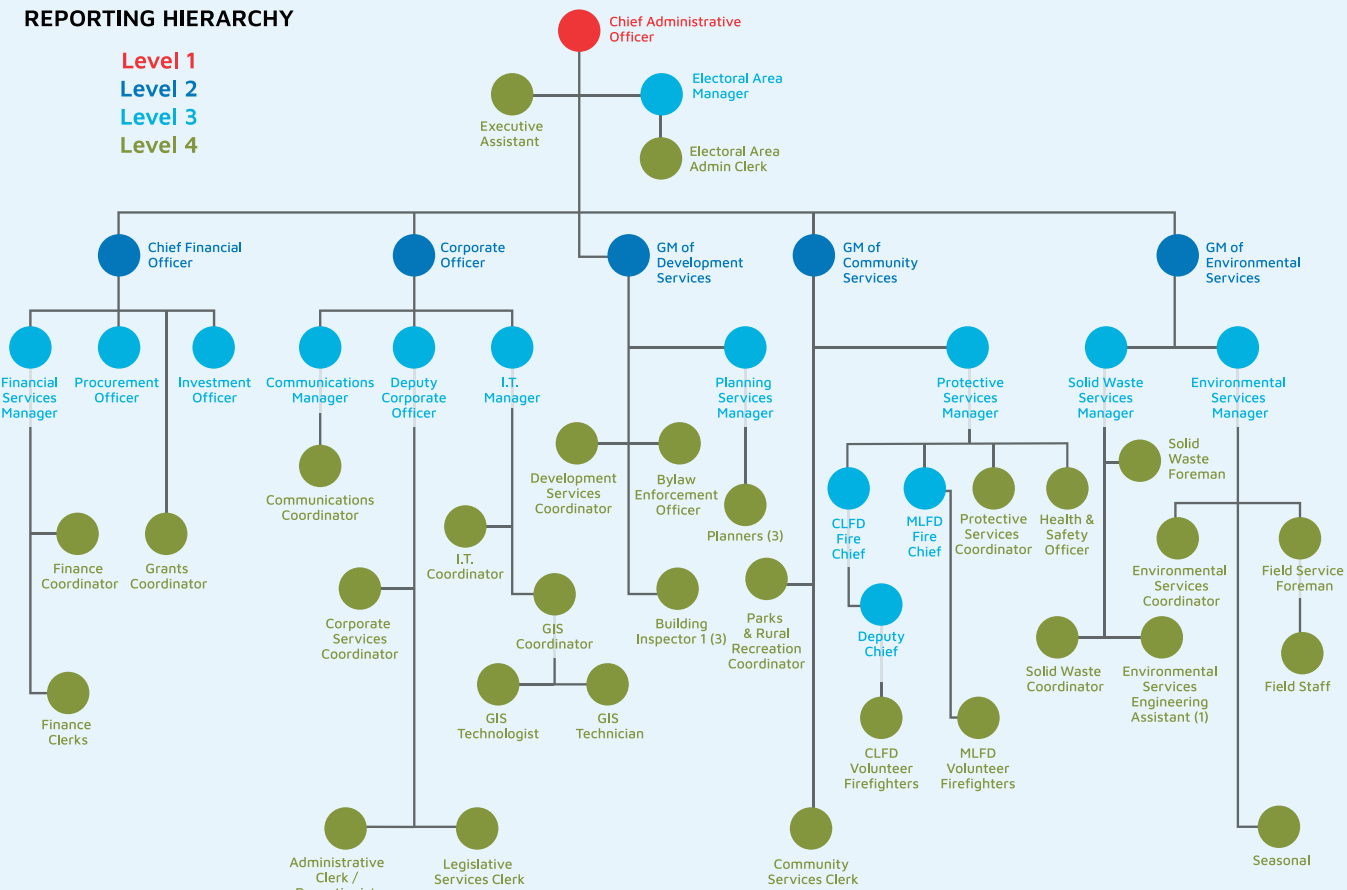 REPORTING HIERARCHY
Level 1
Level 2
Level 3
Level 4
Chief Administrative
Officer
Executive
Assistant
Electoral Area
Manager
Electoral Area
Admin Clerk
Chief Financial
Officer
Corporate
Officer
GM of
Development
Services
GM of
Community
Services
GM of
Environmental
Services
Financial
Services
Manager
Procurement
Officer
Investment
Officer
Communications
Manager
Deputy
Corporate
Officer
I.T.
Manager
Planning
Services
Manager
Protective
Services
Manager
Solid Waste
Services
Manager
Environmental
Services
Manager
Communications
Coordinator
Development
Services
Coordinator
Bylaw
Enforcement
Officer
Planners (3)
CLFD
Fire
Chief
MLFD
Fire
Chief
Protective
Services
Coordinator
Health &
Safety
Officer
Solid
Waste
Foreman
Finance
Coordinator
Grants
Coordinator
I.T.
Coordinator
Environmental
Services
Coordinator
Field Service
Foreman
Corporate
Services
Coordinator
GIS
Coordinator
Building
Inspector 1 (3)
Parks
& Rural
Recreation
Coordinator
Deputy
Chief
Solid Waste
Coordinator
Environmental
Services
Engineering
Assistant (1)
Field Staff
Finance
Clerks
GIS
Technologist
GIS
Technician
CLFD
Volunteer
Firefighters
MLFD
Volunteer
Firefighters
Administrative
Clerk /
Legislative
Services Clerk
Community
Services Clerk
Seasonal